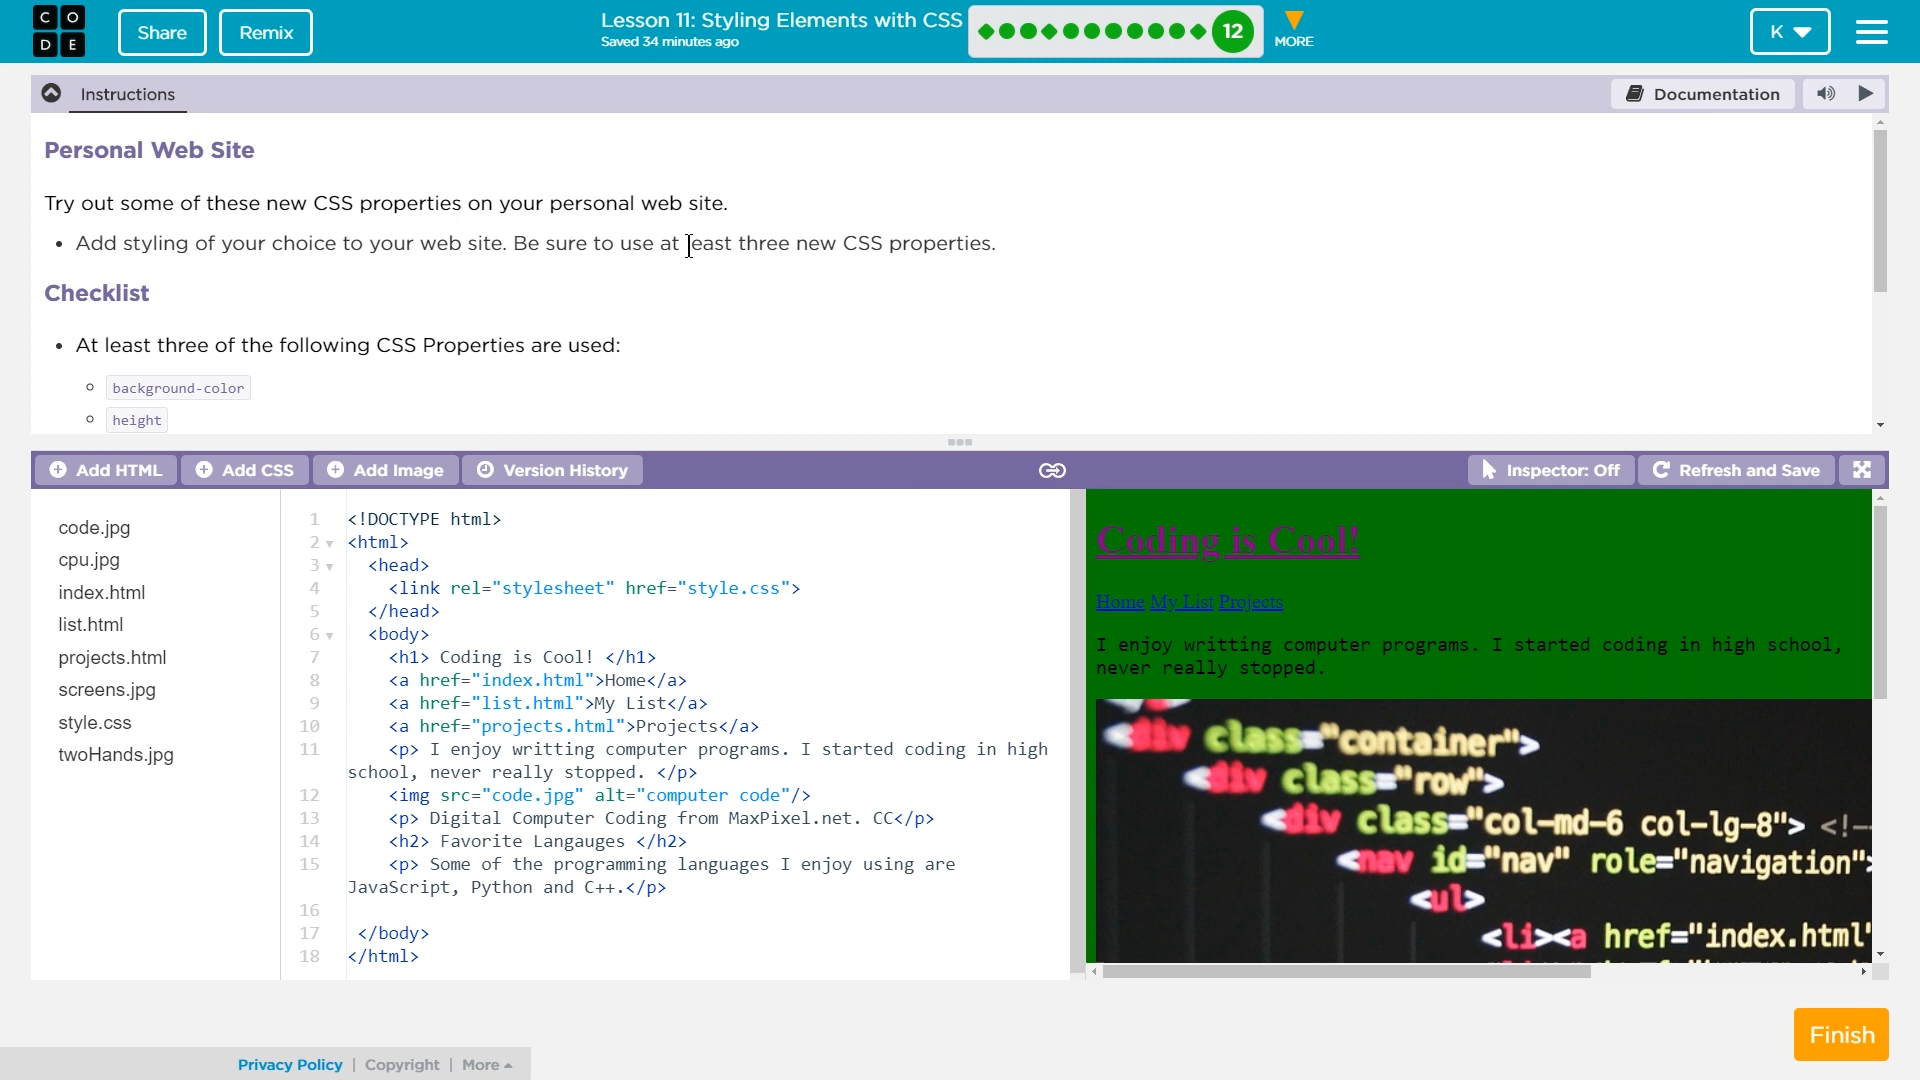 CODE
Share
Remix
Lesson 11: Styling Elements with CSS
Saved 34 minutes ago
12
MORE
K
Instructions
Documentation
Personal Web Site
Try out some of these new CSS properties on your personal web site.
Add styling of your choice to your web site. Be sure to use at least three new CSS properties.
Checklist
At least three of the following CSS Properties are used:
background-color
height
Add HTML
Add CSS
Add Image
Version History
Inspector: Off
Refresh and Save
code.jpg
cpu.jpg
index.html
list.html
projects.html
screens.jpg
style.css
twoHands.jpg
1 <!DOCTYPE html>
2 <html>
3 <head>
4 <link rel="stylesheet" href="style.css">
5 </head>
6 <body>
7 <h1> Coding is Cool! </h1>
8 <a href="index.html">Home</a>
9 <a href="list.html">My List</a>
10 <a href="projects.html">Projects</a>
11 <p> I enjoy writting computer programs. I started coding in high
school, never really stopped. </p>
12 <img src="code.jpg" alt="computer code"/>
13 <p> Digital Computer Coding from MaxPixel.net. CC</p>
14 <h2> Favorite Langauges </h2>
15 <p> Some of the programming languages I enjoy using are
JavaScript, Python and C++.</p>
16
17 </body>
18 </html>
Coding is Cool!
Home My List Projects
I enjoy writting computer programs. I started coding in high school,
never really stopped.
<div class="container">
<div class="row">
<div class="col-md-6 col-lg-8"> <!--
<nav id="nav" role="navigation">
<ul>
<li><a href="index.html"
Finish
Privacy Policy | Copyright | More